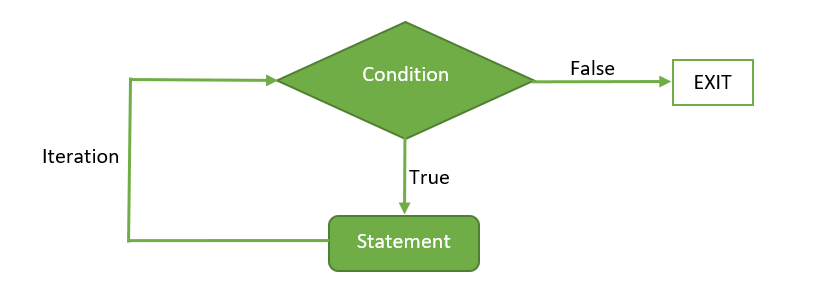 Condition
False
EXIT
Iteration
True
Statement